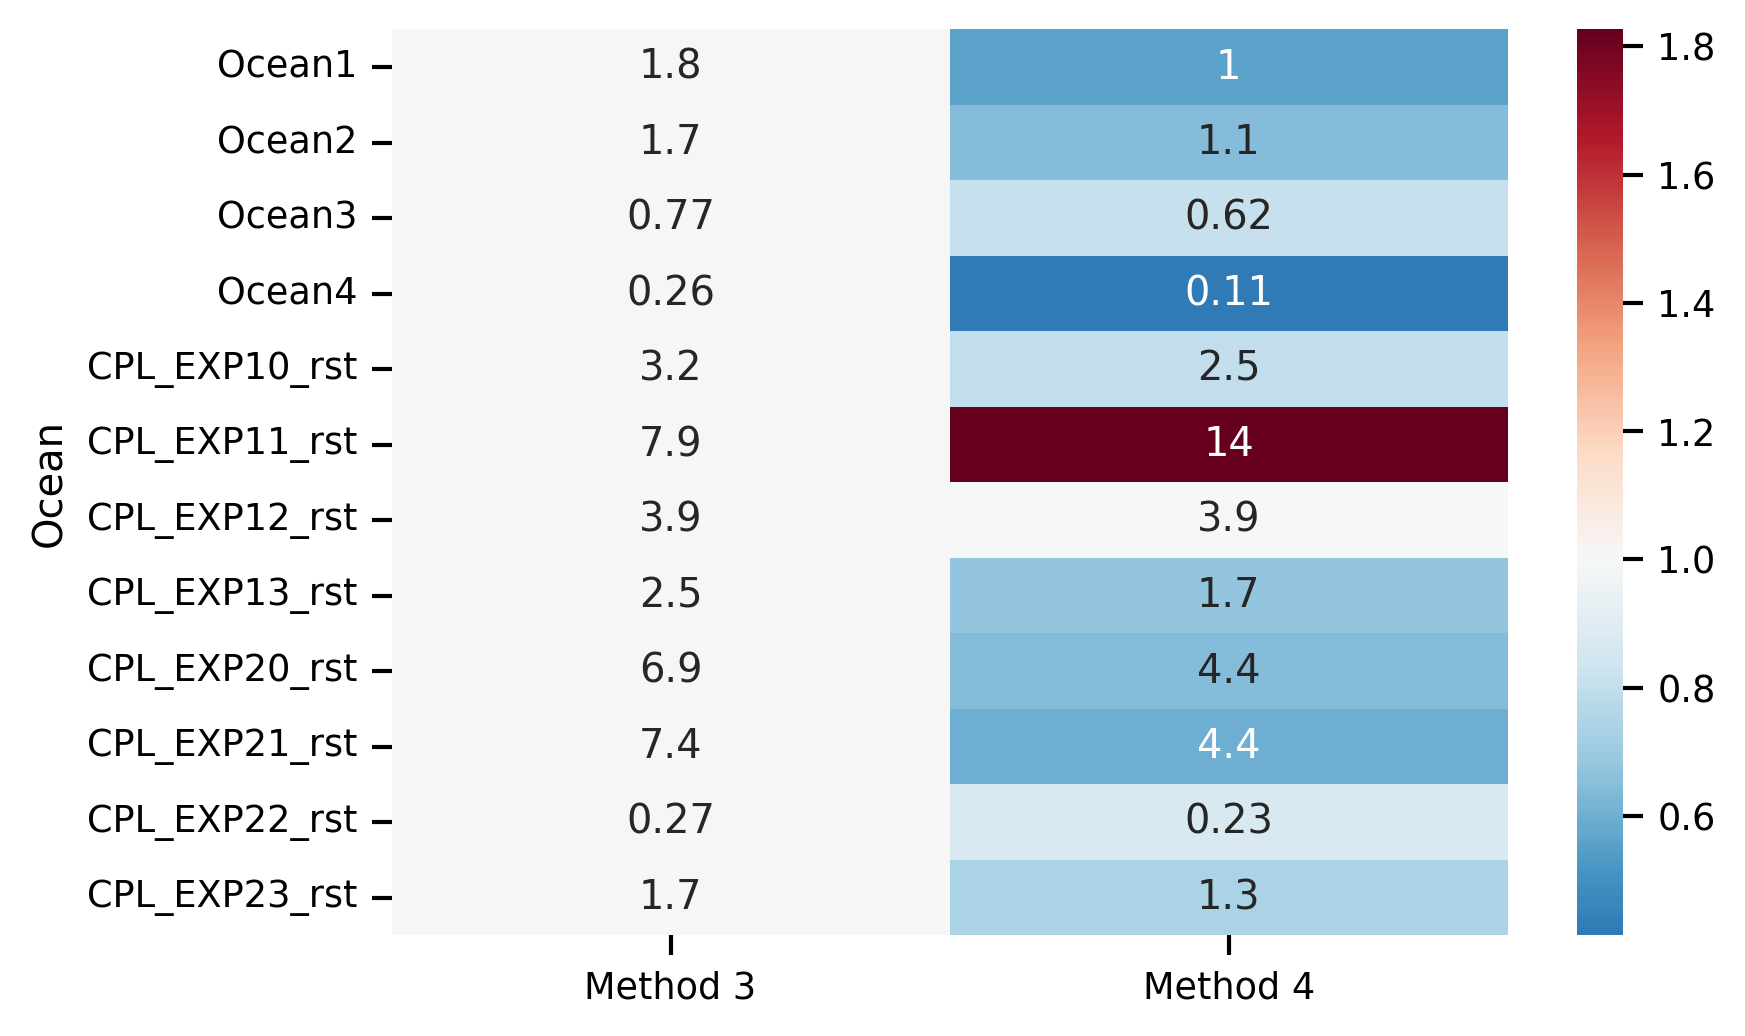 Ocean
Ocean1 1.8 1
Ocean2 1.7 1.1
Ocean3 0.77 0.62
Ocean4 0.26 0.11
CPL_EXP10_rst 3.2 2.5
CPL_EXP11_rst 7.9 14
CPL_EXP12_rst 3.9 3.9
CPL_EXP13_rst 2.5 1.7
CPL_EXP20_rst 6.9 4.4
CPL_EXP21_rst 7.4 4.4
CPL_EXP22_rst 0.27 0.23
CPL_EXP23_rst 1.7 1.3
Method 3 Method 4
1.8
1.6
1.4
1.2
1.0
0.8
0.6